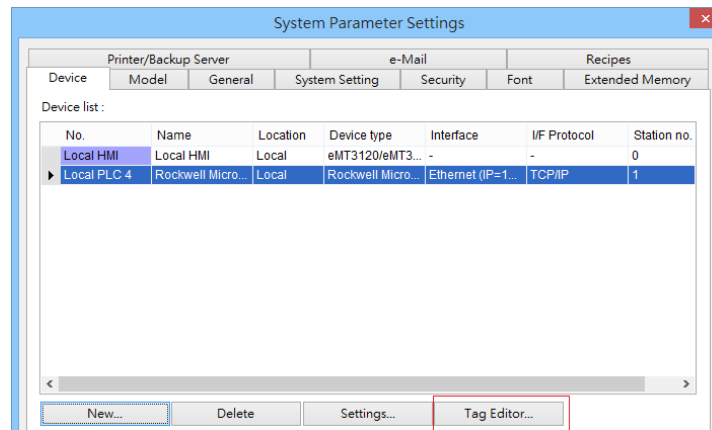 System Parameter Settings
Printer/Backup Server e-Mail Recipes
Device Model General System Setting Security Font Extended Memory
Device list :
No. Name Location Device type Interface I/F Protocol Station no.
Local HMI Local HMI Local eMT3120/eMT3... - - 0
Local PLC 4 Rockwell Micro... Local Rockwell Micro... Ethernet (IP=1... TCP/IP 1
New... Delete Settings... Tag Editor...